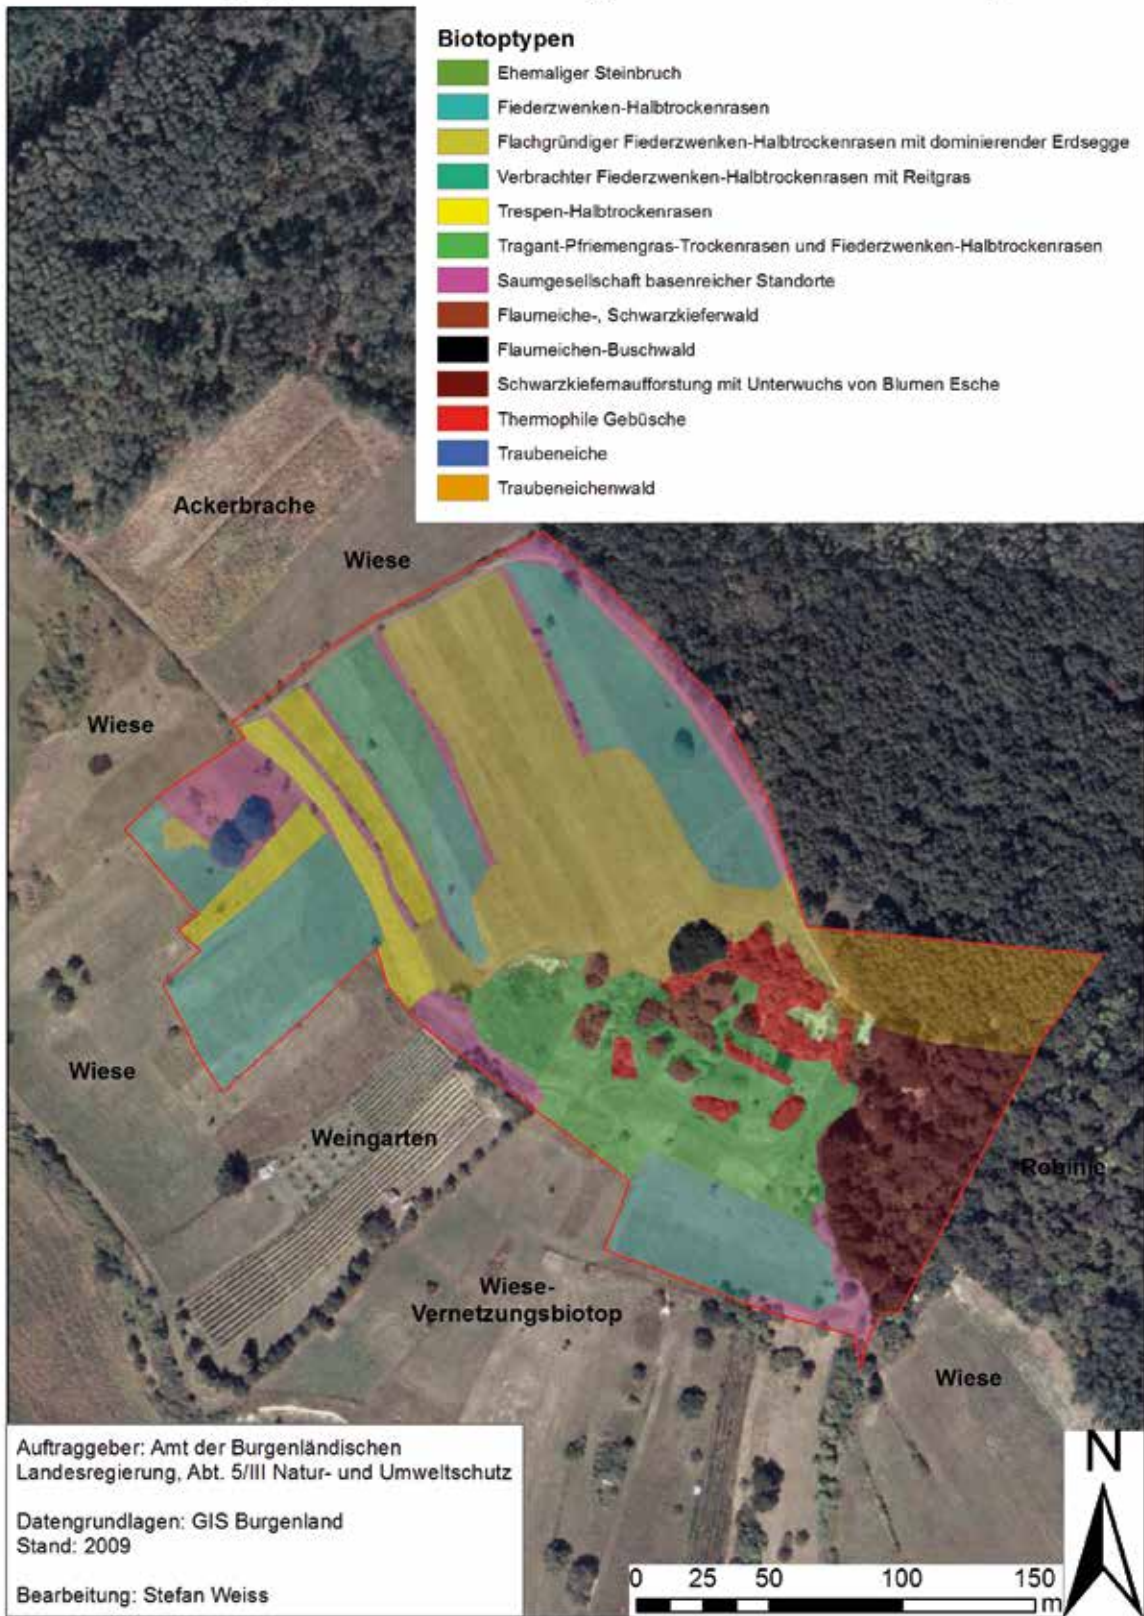 Biotoptypen
Ehemaliger Steinbruch
Fiederzwenken-Halbtrockenrasen
Flachgründiger Fiederzwenken-Halbtrockenrasen mit dominierender Erdsegge
Verbrachter Fiederzwenken-Halbtrockenrasen mit Reitgras
Trespen-Halbtrockenrasen
Tragant-Pfriemengras-Trockenrasen und Fiederzwenken-Halbtrockenrasen
Saumgesellschaft basenreicher Standorte
Flaumeiche-, Schwarzkieferwald
Flaumeichen-Buschwald
Schwarzkiefernaufforstung mit Unterwuchs von Blumen Esche
Thermophile Gebüsche
Traubeneiche
Traubeneichenwald
Ackerbrache
Wiese
Wiese
Wiese
Weingarten
Robinie
Wiese-
Vernetzungsbiotop
Wiese
Auftraggeber: Amt der Burgenländischen
Landesregierung, Abt. 5/III Natur- und Umweltschutz
Datengrundlagen: GIS Burgenland
Stand: 2009
Bearbeitung: Stefan Weiss
N
0 25 50 100 150
m